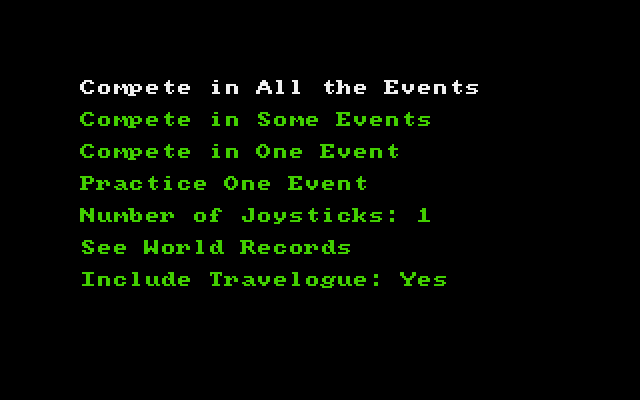 Compete in All the Events
Compete in Some Events
Compete in One Event
Practice One Event
Number of Joysticks: 1
See World Records
Include Travelogue: Yes